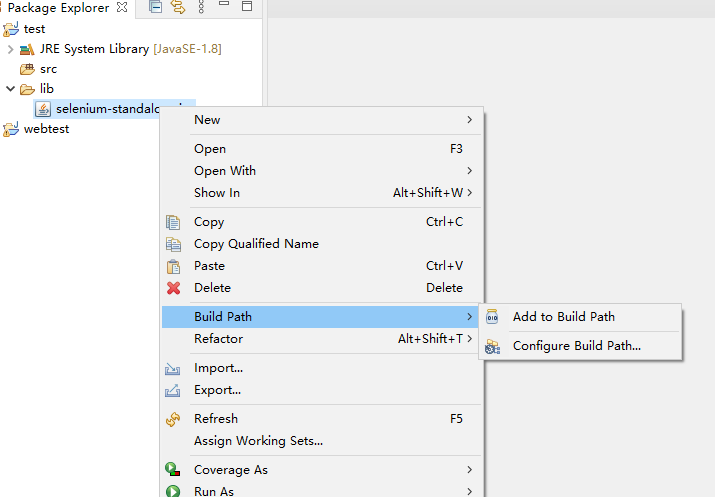 Package Explorer
test
JRE System Library [JavaSE-1.8]
src
lib
selenium-standalo
webtest
New
Open F3
Open With
Show In Alt+Shift+W
Copy Ctrl+C
Copy Qualified Name
Paste Ctrl+V
Delete Delete
Build Path
Add to Build Path
Refactor Alt+Shift+T
Configure Build Path...
Import...
Export...
Refresh F5
Assign Working Sets...
Coverage As
Run As